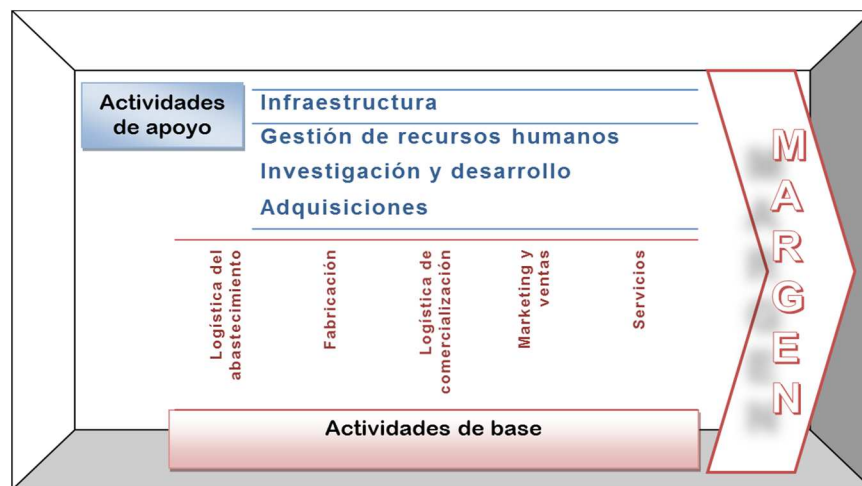 Actividades
de apoyo
Infraestructura
Gestión de recursos humanos
Investigación y desarrollo
Adquisiciones
Logística del
abastecimiento
Fabricación
Logística de
comercialización
Marketing y
ventas
Servicios
Actividades de base
MARGEN